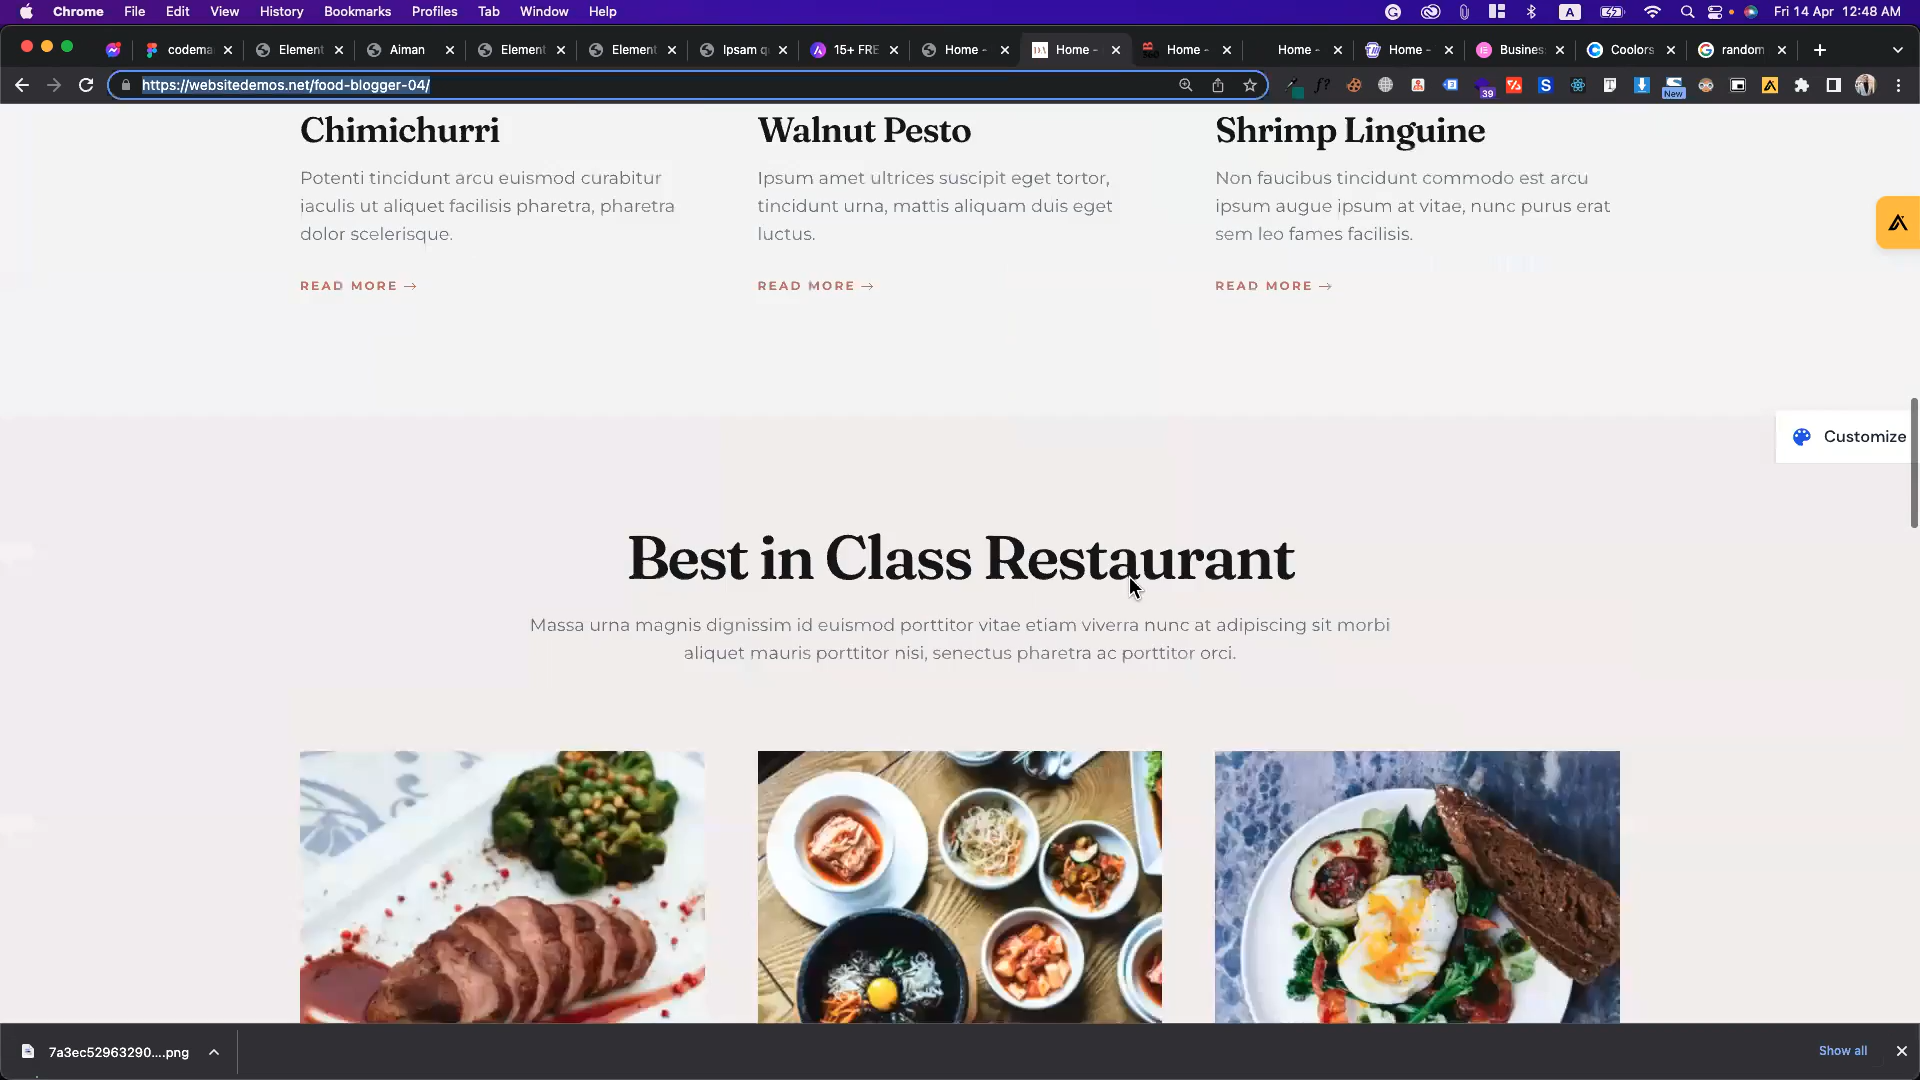 Chrome File Edit View History Bookmarks Profiles Tab Window Help
A
Fri 14 Apr 12:48 AM
codema
Element
Aiman
Element
Element
Ipsam q
15+ FRE
Home -
Home -
Home -
Home -
Home -
Busines
Coolors
random
https://websitedemos.net/food-blogger-04/
39
New
Chimichurri
Potenti tincidunt arcu euismod curabitur
iaculis ut aliquet facilisis pharetra, pharetra
dolor scelerisque.
READ MORE →
Walnut Pesto
Ipsum amet ultrices suscipit eget tortor,
tincidunt urna, mattis aliquam duis eget
luctus.
READ MORE →
Shrimp Linguine
Non faucibus tincidunt commodo est arcu
ipsum augue ipsum at vitae, nunc purus erat
sem leo fames facilisis.
READ MORE →
Customize
Best in Class Restaurant
Massa urna magnis dignissim id euismod porttitor vitae etiam viverra nunc at adipiscing sit morbi
aliquet mauris porttitor nisi, senectus pharetra ac porttitor orci.
7a3ec52963290....png
Show all